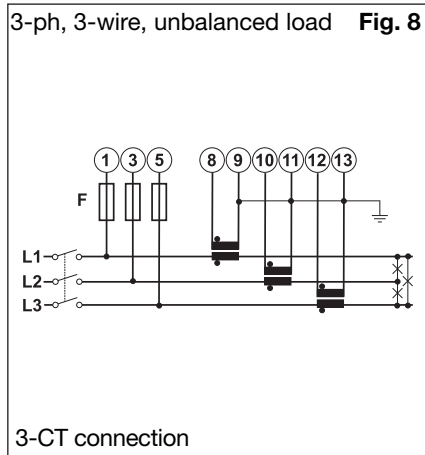 3-ph, 3-wire, unbalanced load Fig. 8
1 3 5 8 9 10 11 12 13
F
L1
L2
L3
3-CT connection